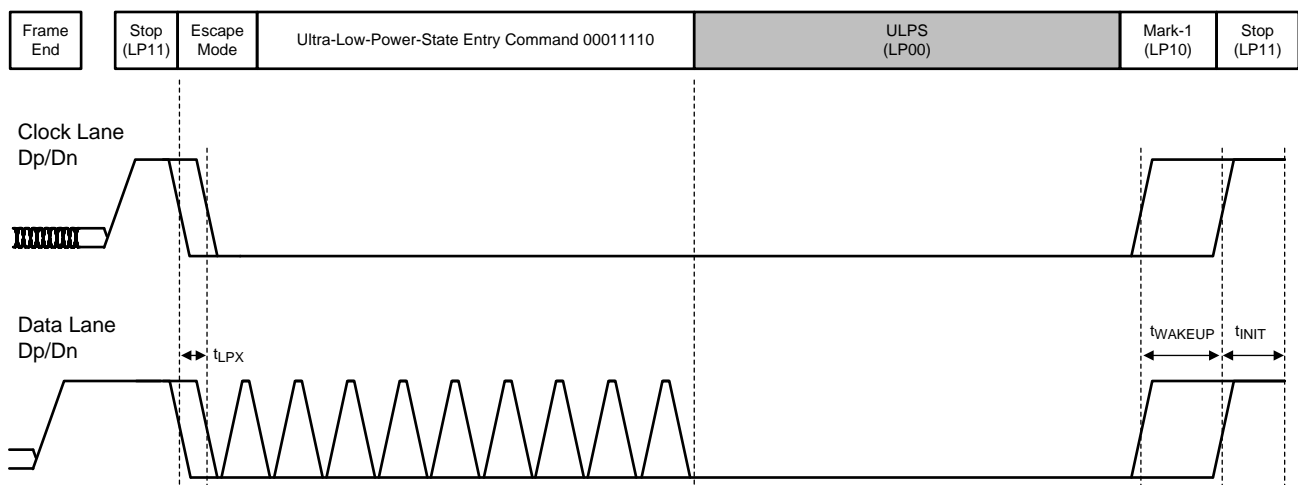 Frame
End
Stop
(LP11)
Escape
Mode
Ultra-Low-Power-State Entry Command 00011110
ULPS
(LP00)
Mark-1
(LP10)
Stop
(LP11)
Clock Lane
Dp/Dn
Data Lane
Dp/Dn
tLPX
tWAKEUP
tINIT